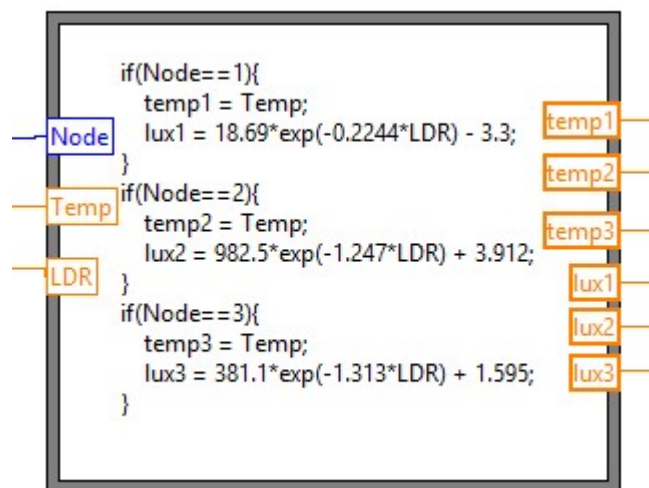 if(Node==1){
temp1 = Temp;
lux1 = 18.69*exp(-0.2244*LDR) - 3.3;
}
if(Node==2){
temp2 = Temp;
lux2 = 982.5*exp(-1.247*LDR) + 3.912;
}
if(Node==3){
temp3 = Temp;
lux3 = 381.1*exp(-1.313*LDR) + 1.595;
}
Node
Temp
LDR
temp1
temp2
temp3
lux1
lux2
lux3